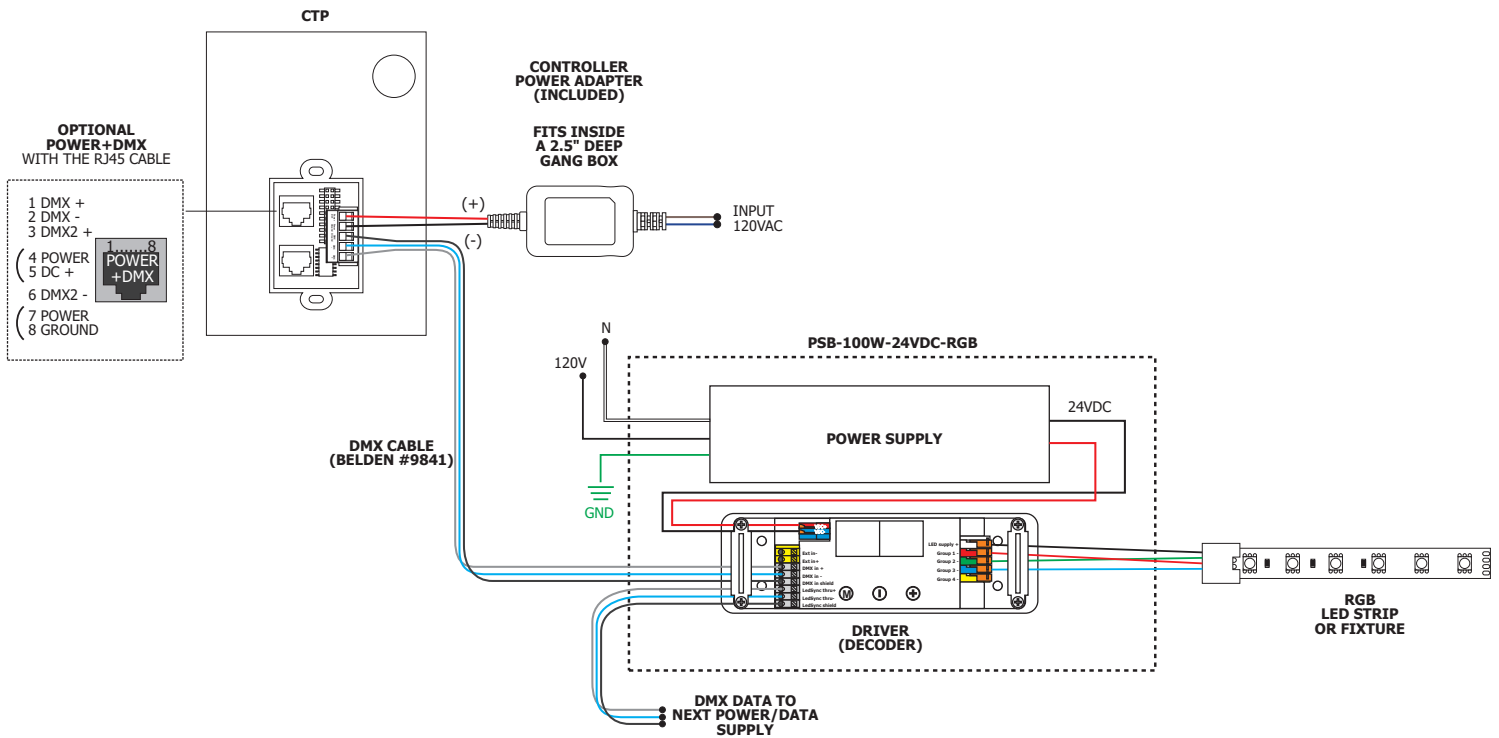 CTP
CONTROLLER
POWER ADAPTER
(INCLUDED)
FITS INSIDE
A 2.5" DEEP
GANG BOX
OPTIONAL
POWER+DMX
WITH THE RJ45 CABLE
1 DMX +
2 DMX -
3 DMX2 +
4 POWER
5 DC +
6 DMX2 -
7 POWER
8 GROUND
1......8
POWER
+DMX
(+)
(-)
INPUT
120VAC
N
120V
PSB-100W-24VDC-RGB
24VDC
POWER SUPPLY
DMX CABLE
(BELDEN #9841)
GND
Ext in-
Ext in+
DMX in +
DMX in -
DMX in shield
LedSync thru+
LedSync thru-
LedSync shield
LED supply +
Group 1 -
Group 2 -
Group 3 -
Group 4 -
M
I
+
DRIVER
(DECODER)
RGB
LED STRIP
OR FIXTURE
DMX DATA TO
NEXT POWER/DATA
SUPPLY